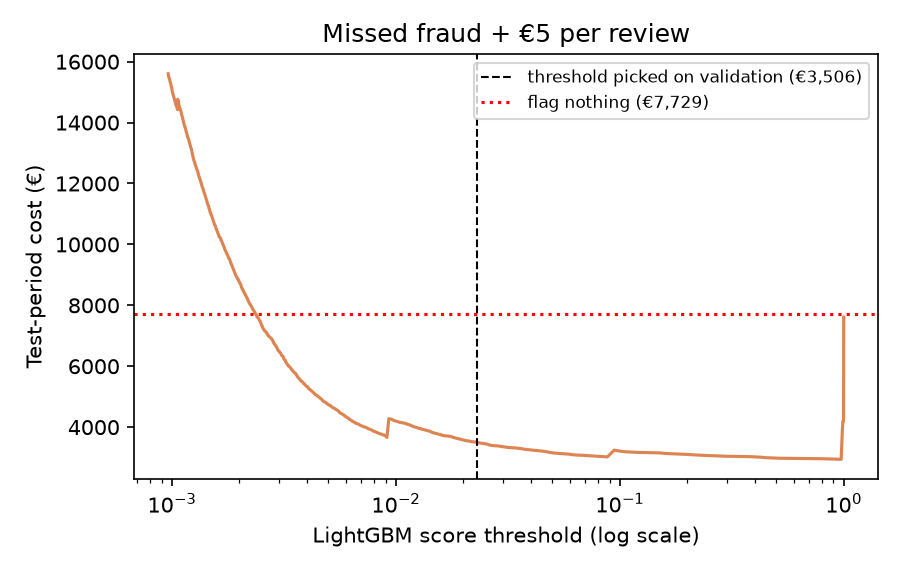 Missed fraud + €5 per review
threshold picked on validation (€3,506)
flag nothing (€7,729)
Test-period cost (€)
16000
14000
12000
10000
8000
6000
4000
10⁻³
10⁻²
10⁻¹
10⁰
LightGBM score threshold (log scale)